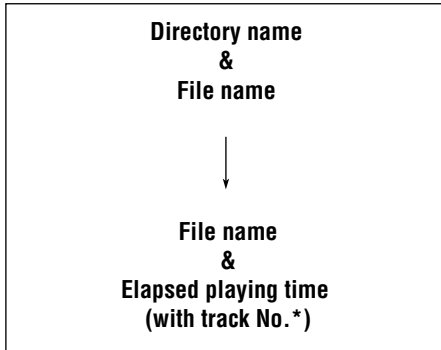 Directory name
&
File name
File name
&
Elapsed playing time
(with track No.*)